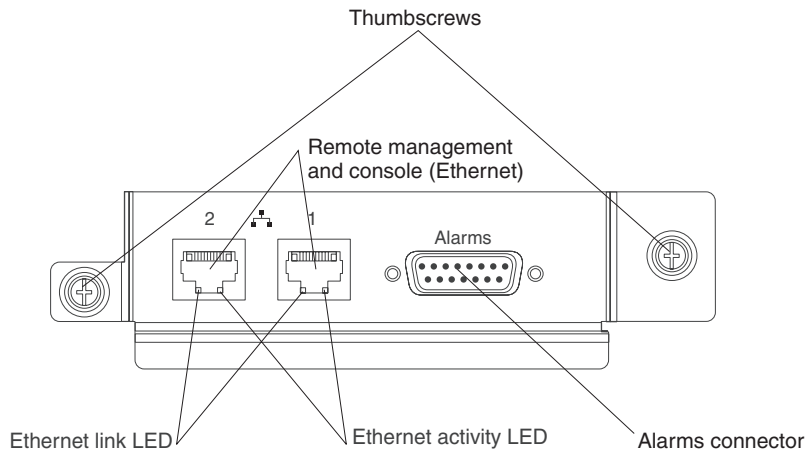 Thumbscrews
Remote management
and console (Ethernet)
2 1
Alarms
Ethernet link LED
Ethernet activity LED
Alarms connector